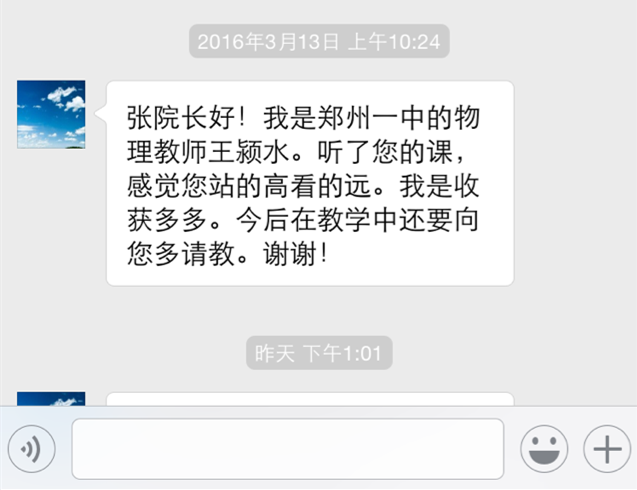 2016年3月13日 上午10:24
张院长好！我是郑州一中的物
理教师王颍水。听了您的课，
感觉您站的高看的远。我是收
获多多。今后在教学中还要向
您多请教。谢谢！
昨天 下午1:01